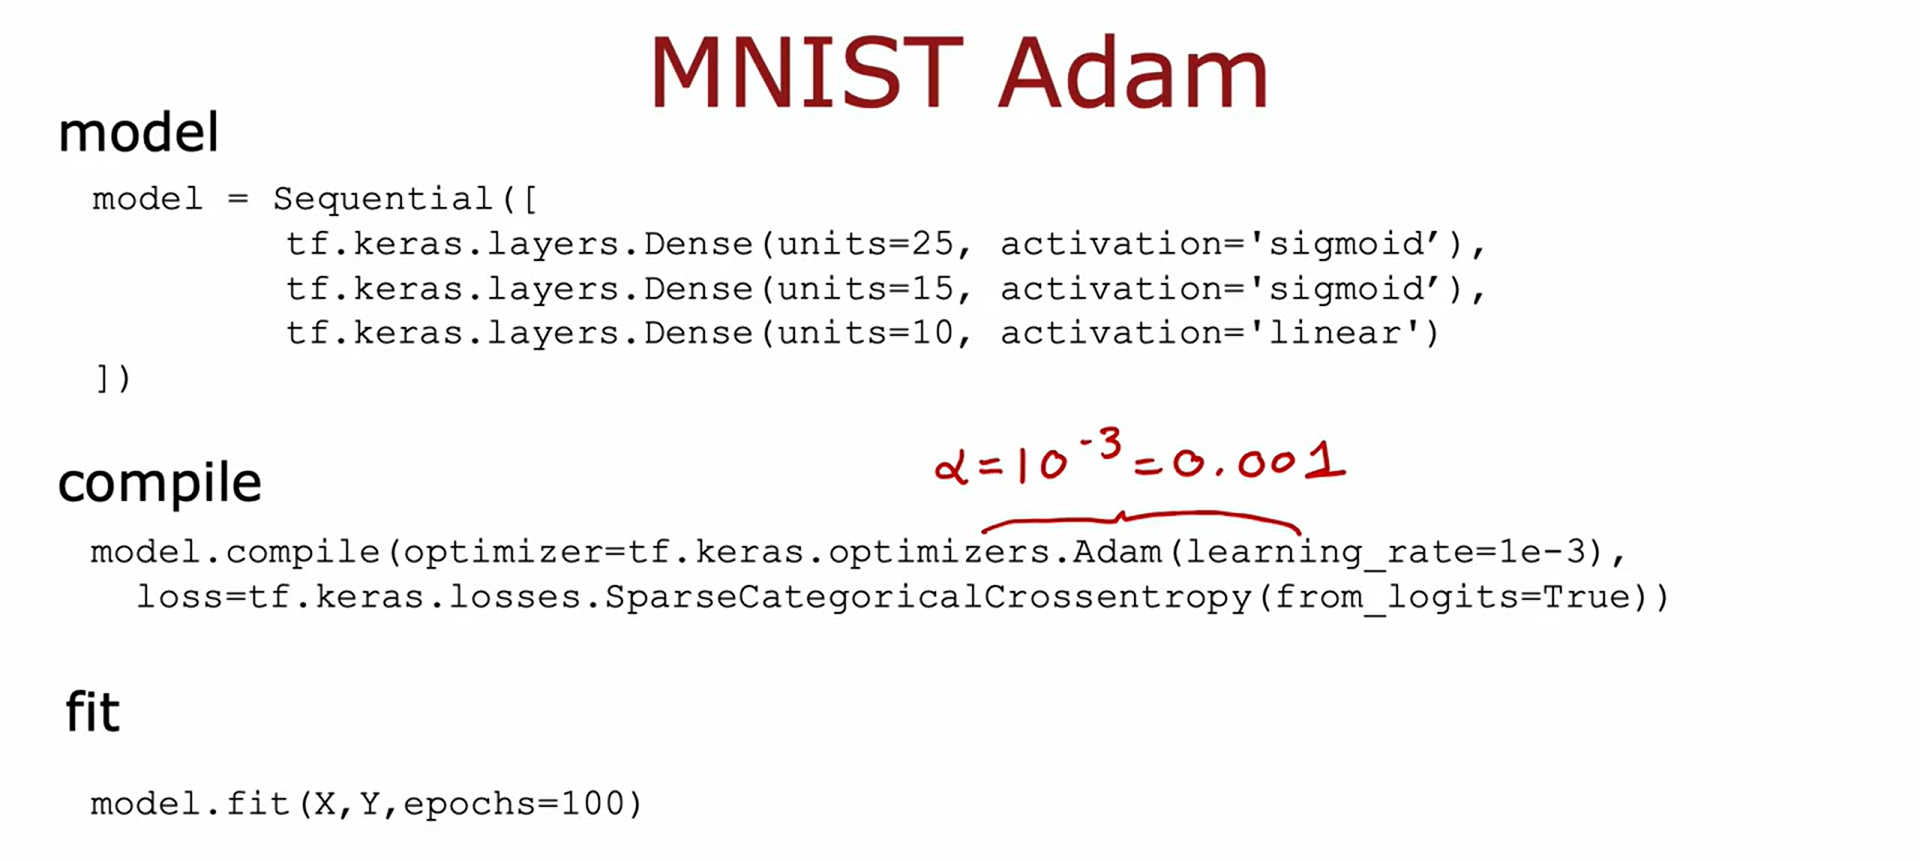 MNIST Adam
model
model = Sequential([
tf.keras.layers.Dense(units=25, activation='sigmoid’),
tf.keras.layers.Dense(units=15, activation='sigmoid’),
tf.keras.layers.Dense(units=10, activation='linear')
])
α=10⁻³=0.001
compile
model.compile(optimizer=tf.keras.optimizers.Adam(learning_rate=1e-3),
loss=tf.keras.losses.SparseCategoricalCrossentropy(from_logits=True))
fit
model.fit(X,Y,epochs=100)